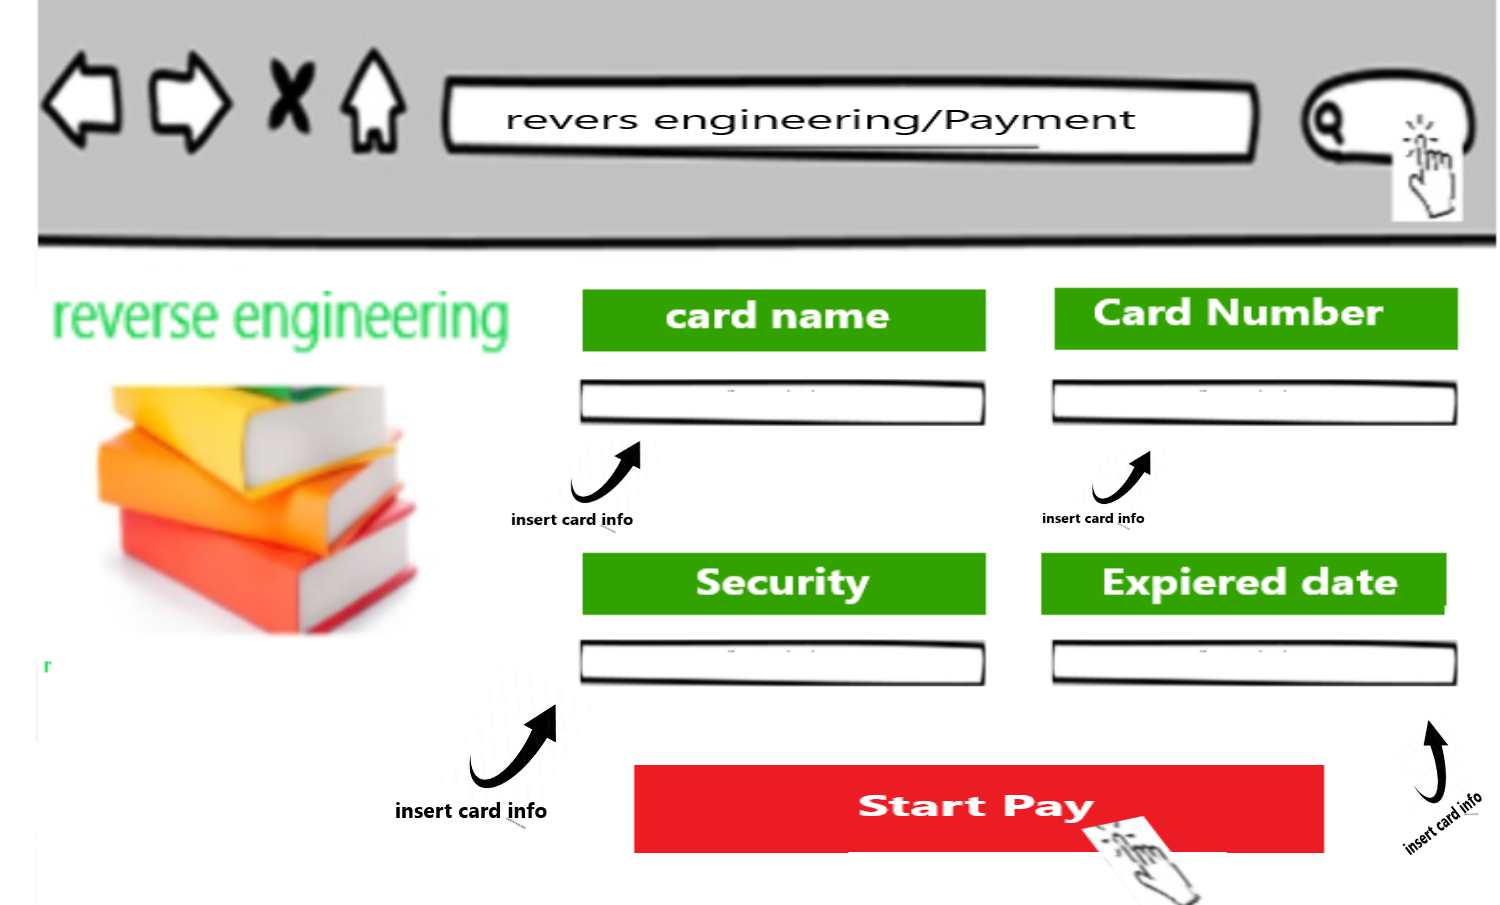 revers engineering/Payment
reverse engineering
card name
Card Number
insert card info
insert card info
Security
Expiered date
r
insert card info
insert card info
Start Pay